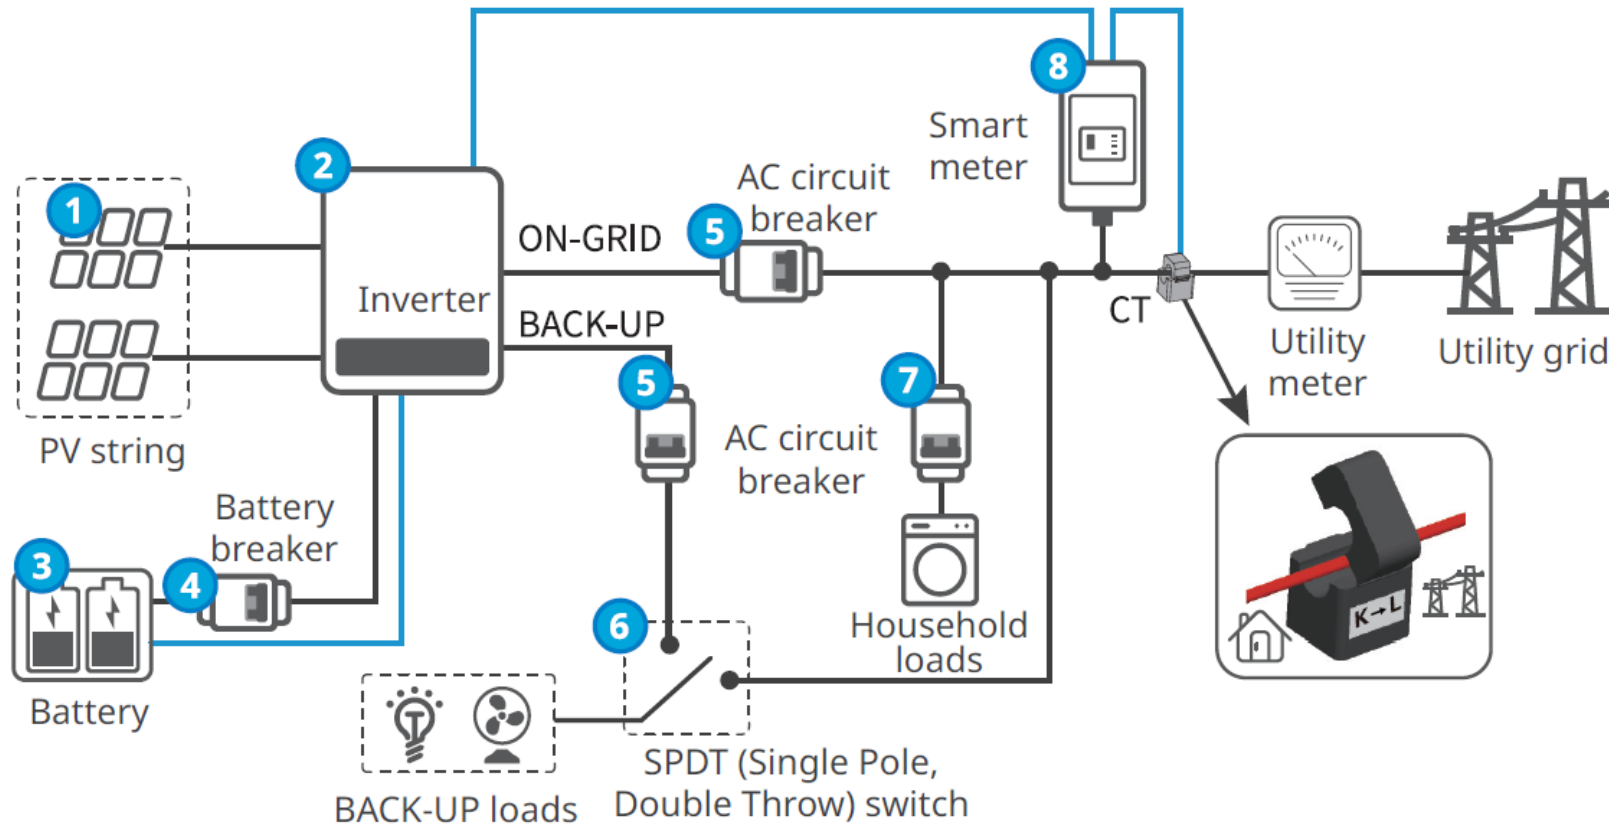 8
Smart
meter
2
AC circuit
breaker
1
5
ON-GRID
Inverter
BACK-UP
CT
Utility
meter
Utility grid
5
7
PV string
AC circuit
breaker
Battery
breaker
3
4
K→L
6
Household
loads
Battery
SPDT (Single Pole,
Double Throw) switch
BACK-UP loads